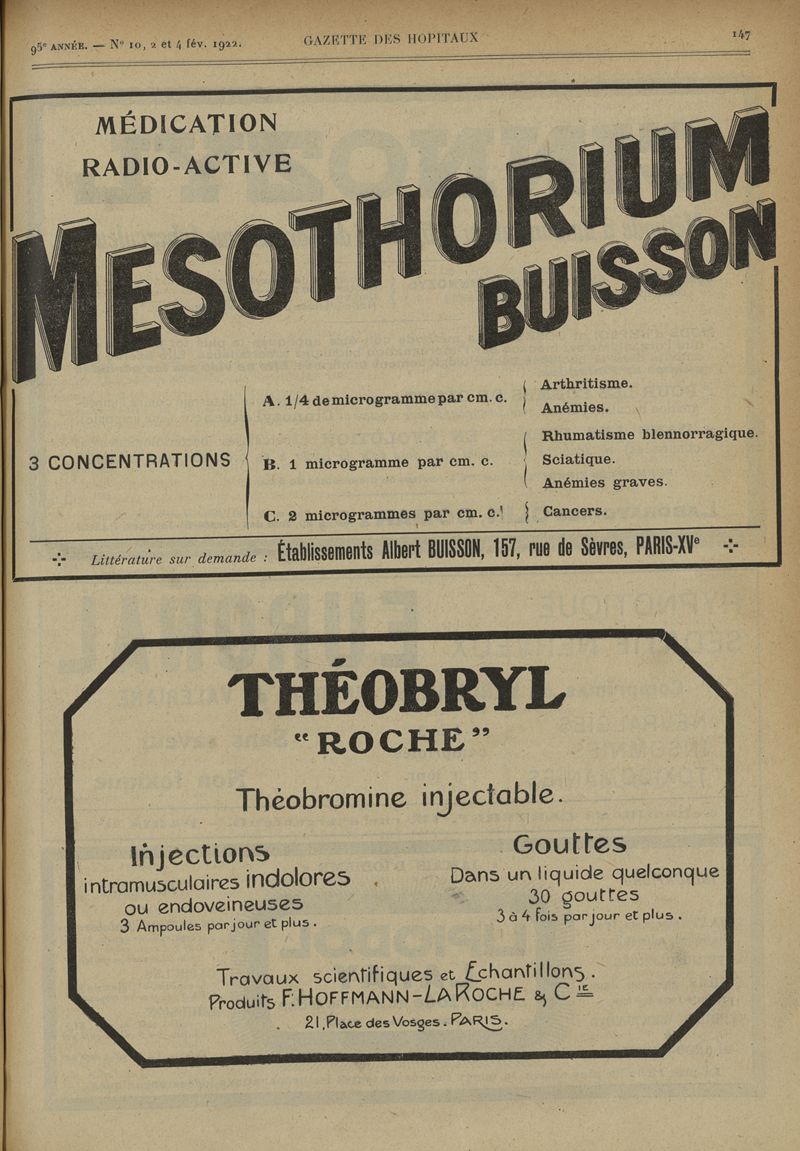 95e ANNÉE. — No 10, 2 et 4 fév. 1922.
GAZETTE DES HOPITAUX
147
MÉDICATION
RADIO-ACTIVE
MESOTHORIUM
BUISSON
3 CONCENTRATIONS
A. 1/4 de microgramme par cm. c.
Arthritisme.
Anémies.
B. 1 microgramme par cm. c.
Rhumatisme blennorragique.
Sciatique.
Anémies graves.
C. 2 microgrammes par cm. c.
Cancers.
Littérature sur demande : Établissements Albert BUISSON, 157, rue de Sèvres, PARIS-XVe
THÉOBRYL
“ROCHE”
Théobromine injectable.
Injections
intramusculaires indolores
ou endoveineuses
3 Ampoules par jour et plus.
Gouttes
Dans un liquide quelconque
30 gouttes
3 à 4 fois par jour et plus.
Travaux scientifiques et Échantillons.
Produits F. HOFFMANN-LA ROCHE & Cie
21, Place des Vosges. PARIS.